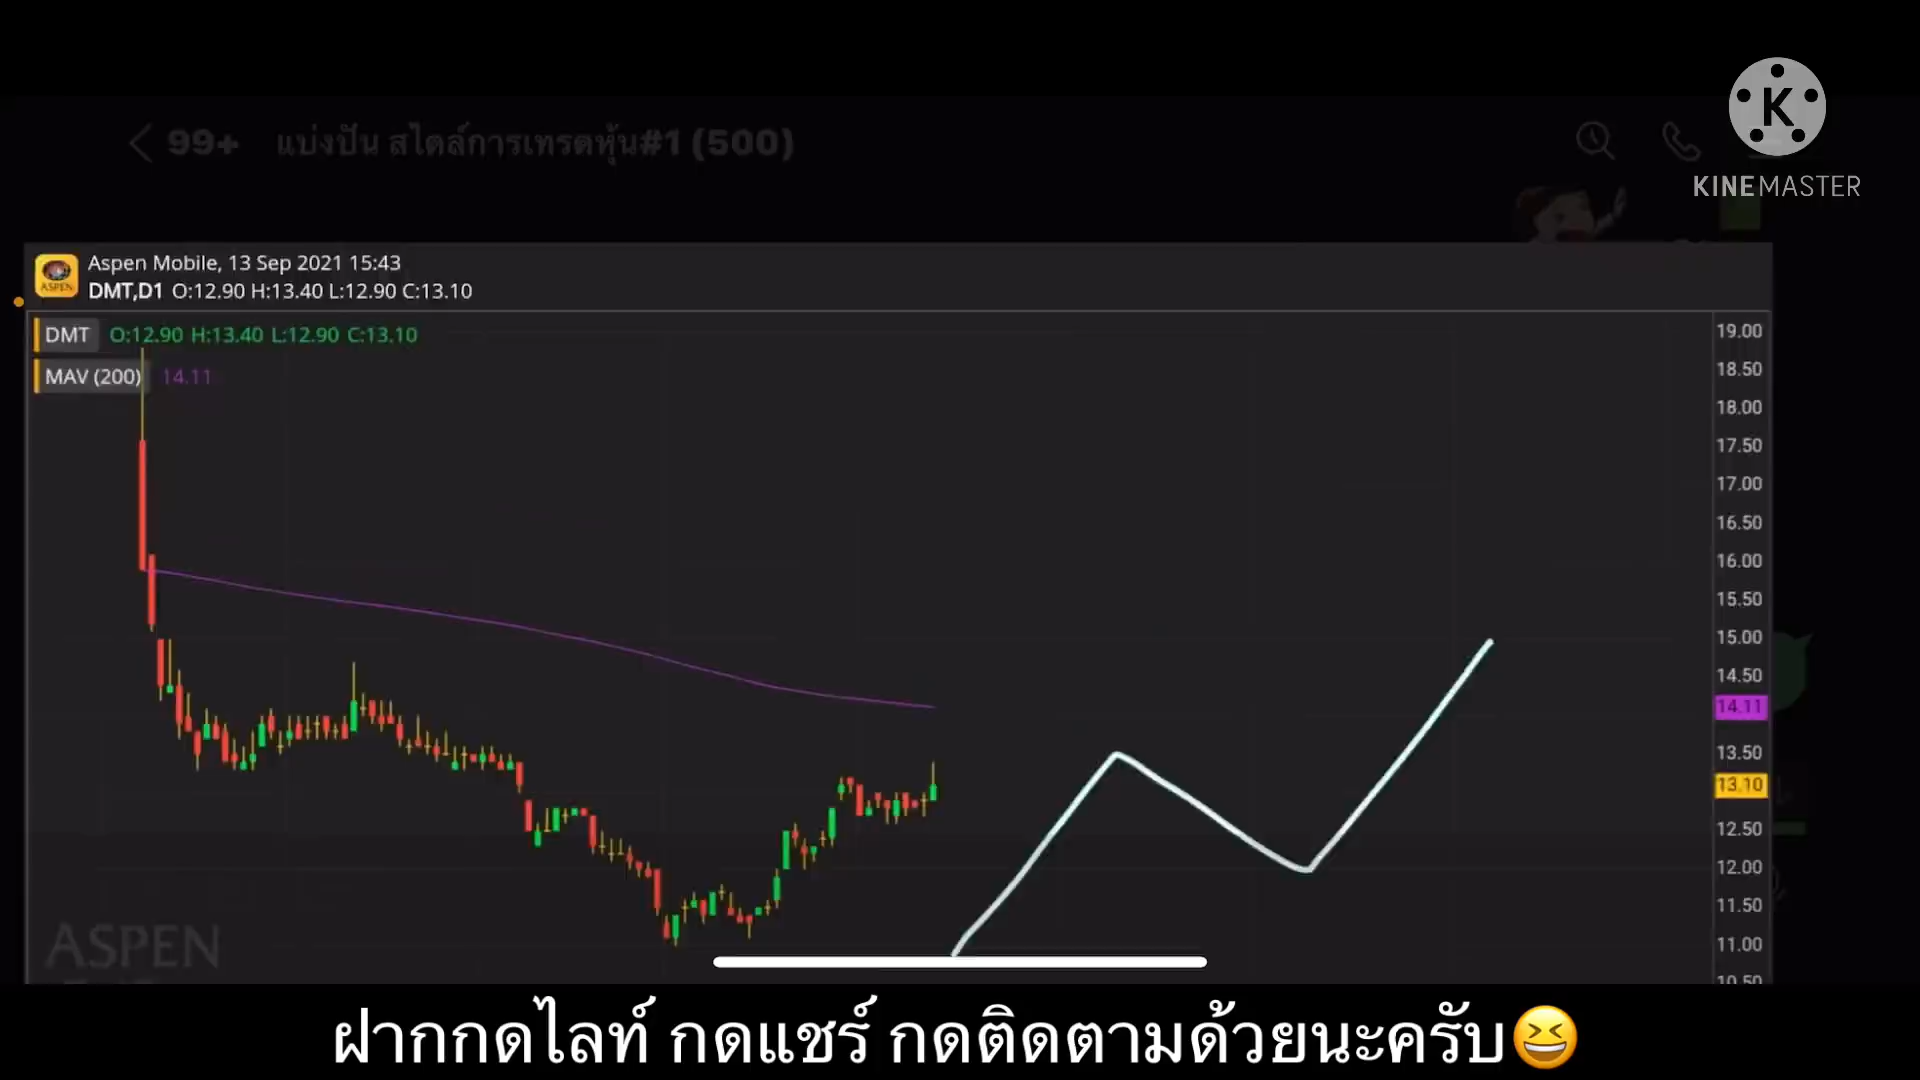 99+ แบ่งปัน สไตล์การเทรดหุ้น#1 (500)
K
KINEMASTER
ASPEN
Aspen Mobile, 13 Sep 2021 15:43
DMT,D1 O:12.90 H:13.40 L:12.90 C:13.10
DMT O:12.90 H:13.40 L:12.90 C:13.10
MAV (200) 14.11
19.00
18.50
18.00
17.50
17.00
16.50
16.00
15.50
15.00
14.50
14.11
13.50
13.10
12.50
12.00
11.50
11.00
10.50
ASPEN
ฝากกดไลท์ กดแชร์ กดติดตามด้วยนะครับ😆